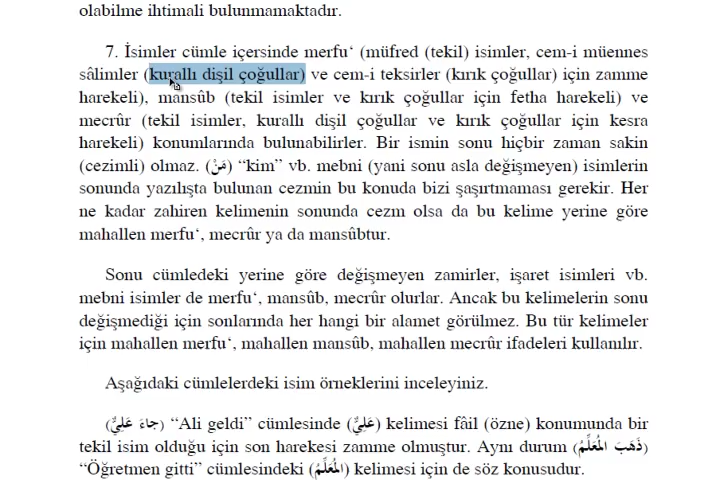 olabilme ihtimali bulunmamaktadır.
7. İsimler cümle içersinde merfu‘ (müfred (tekil) isimler, cem-i müennes
sâlimler (kurallı dişil çoğullar) ve cem-i teksirler (kırık çoğullar) için zamme
harekeli), mansûb (tekil isimler ve kırık çoğullar için fetha harekeli) ve
mecrûr (tekil isimler, kurallı dişil çoğullar ve kırık çoğullar için kesra
harekeli) konumlarında bulunabilirler. Bir ismin sonu hiçbir zaman sakin
(cezimli) olmaz. (مَنْ) “kim” vb. mebni (yani sonu asla değişmeyen) isimlerin
sonunda yazılışta bulunan cezmin bu konuda bizi şaşırtmaması gerekir. Her
ne kadar zahiren kelimenin sonunda cezm olsa da bu kelime yerine göre
mahallen merfu‘, mecrûr ya da mansûbtur.
Sonu cümledeki yerine göre değişmeyen zamirler, işaret isimleri vb.
mebni isimler de merfu‘, mansûb, mecrûr olurlar. Ancak bu kelimelerin sonu
değişmediği için sonlarında her hangi bir alamet görülmez. Bu tür kelimeler
için mahallen merfu‘, mahallen mansûb, mahallen mecrûr ifadeleri kullanılır.
Aşağıdaki cümlelerdeki isim örneklerini inceleyiniz.
(جاءَ عَلِيٌّ) “Ali geldi” cümlesinde (عَلِيٌّ) kelimesi fâil (özne) konumunda bir
tekil isim olduğu için son harekesi zamme olmuştur. Aynı durum (ذَهَبَ المُعَلِّمُ)
“Öğretmen gitti” cümlesindeki (المُعَلِّمُ) kelimesi için de söz konusudur.